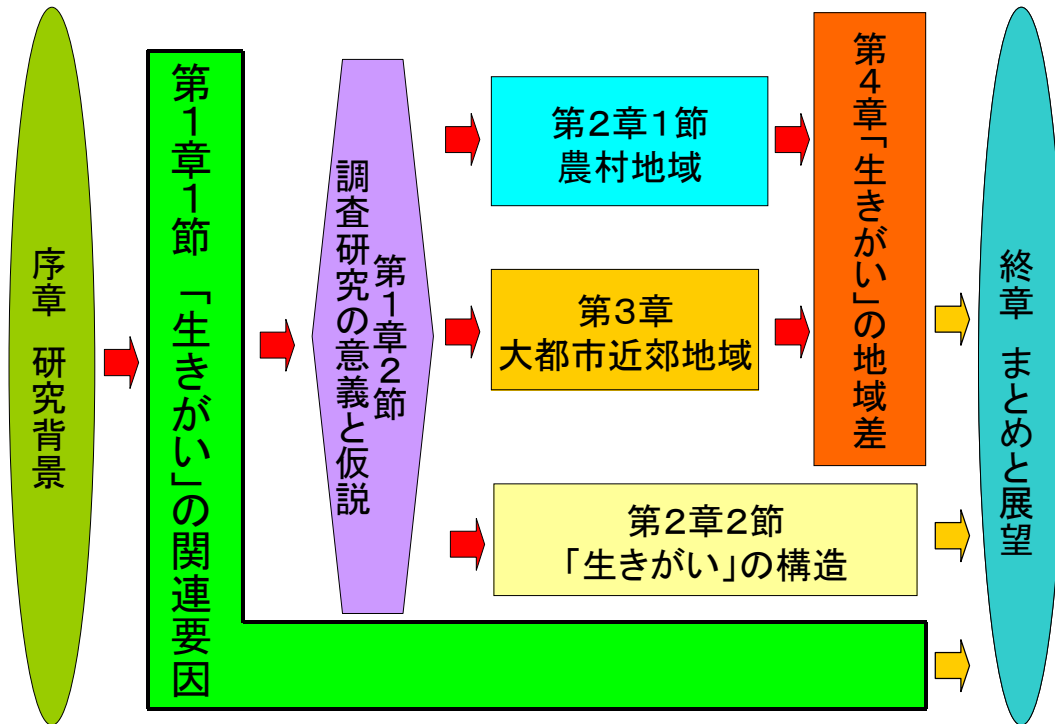 序章　研究背景
第１章１節　「生きがい」の関連要因
第１章２節
調査研究の意義と仮説
第２章１節
農村地域
第３章
大都市近郊地域
第２章２節
「生きがい」の構造
第４章「生きがい」の地域差
終章　まとめと展望